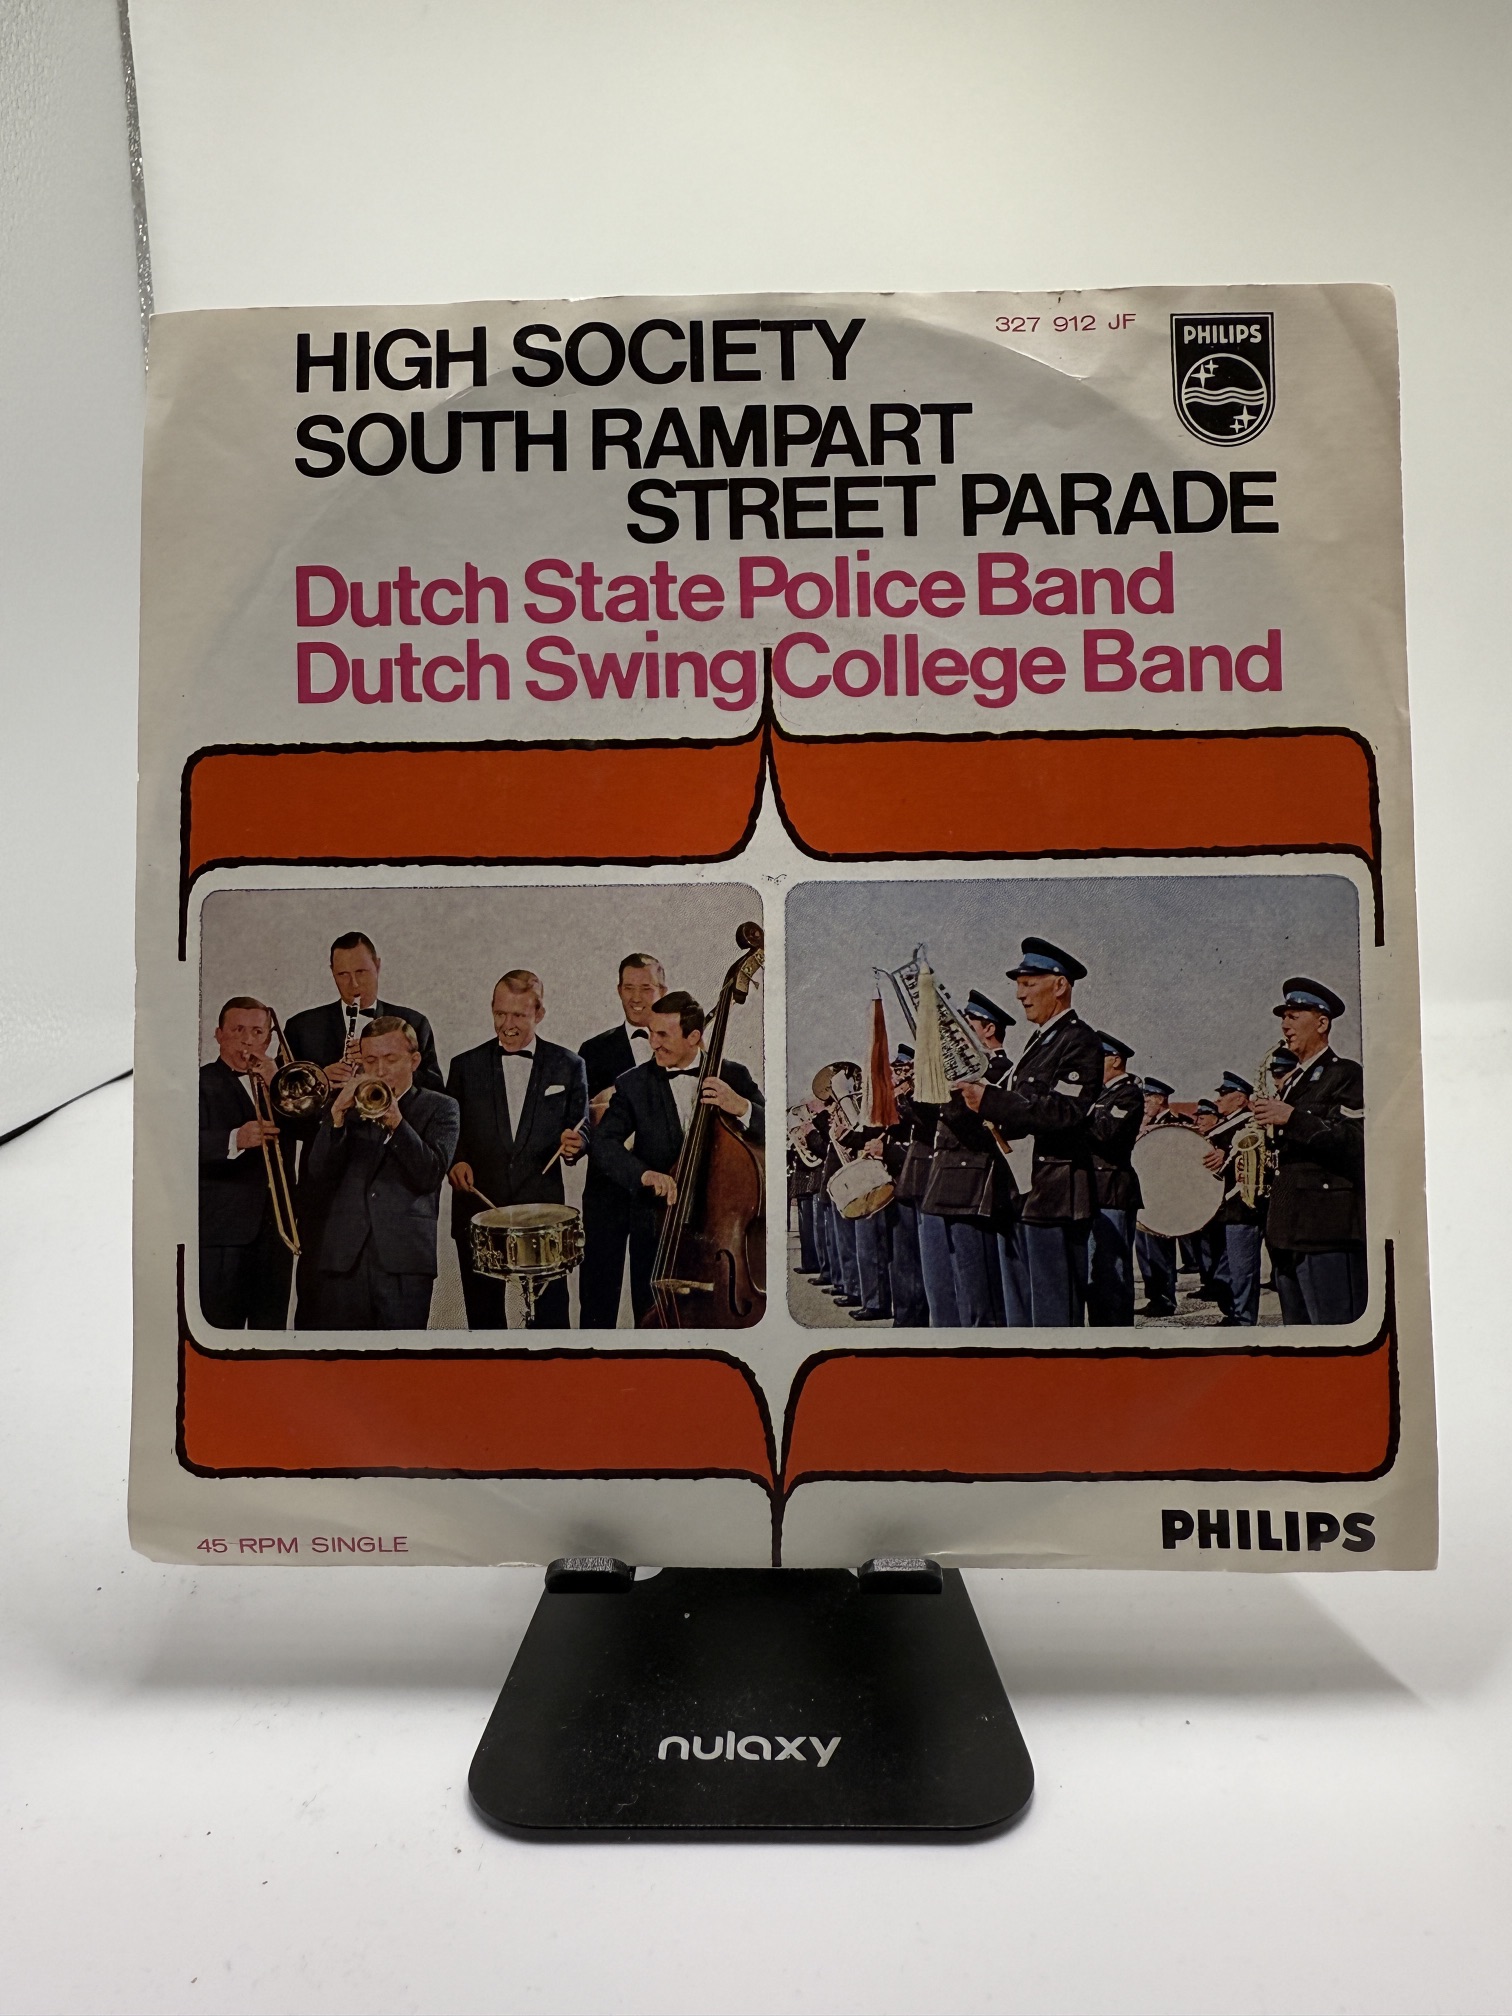 HIGH SOCIETY
327 912 JF
PHILIPS
SOUTH RAMPART
STREET PARADE
Dutch State Police Band
Dutch Swing College Band
45 RPM SINGLE
PHILIPS
nulaxy